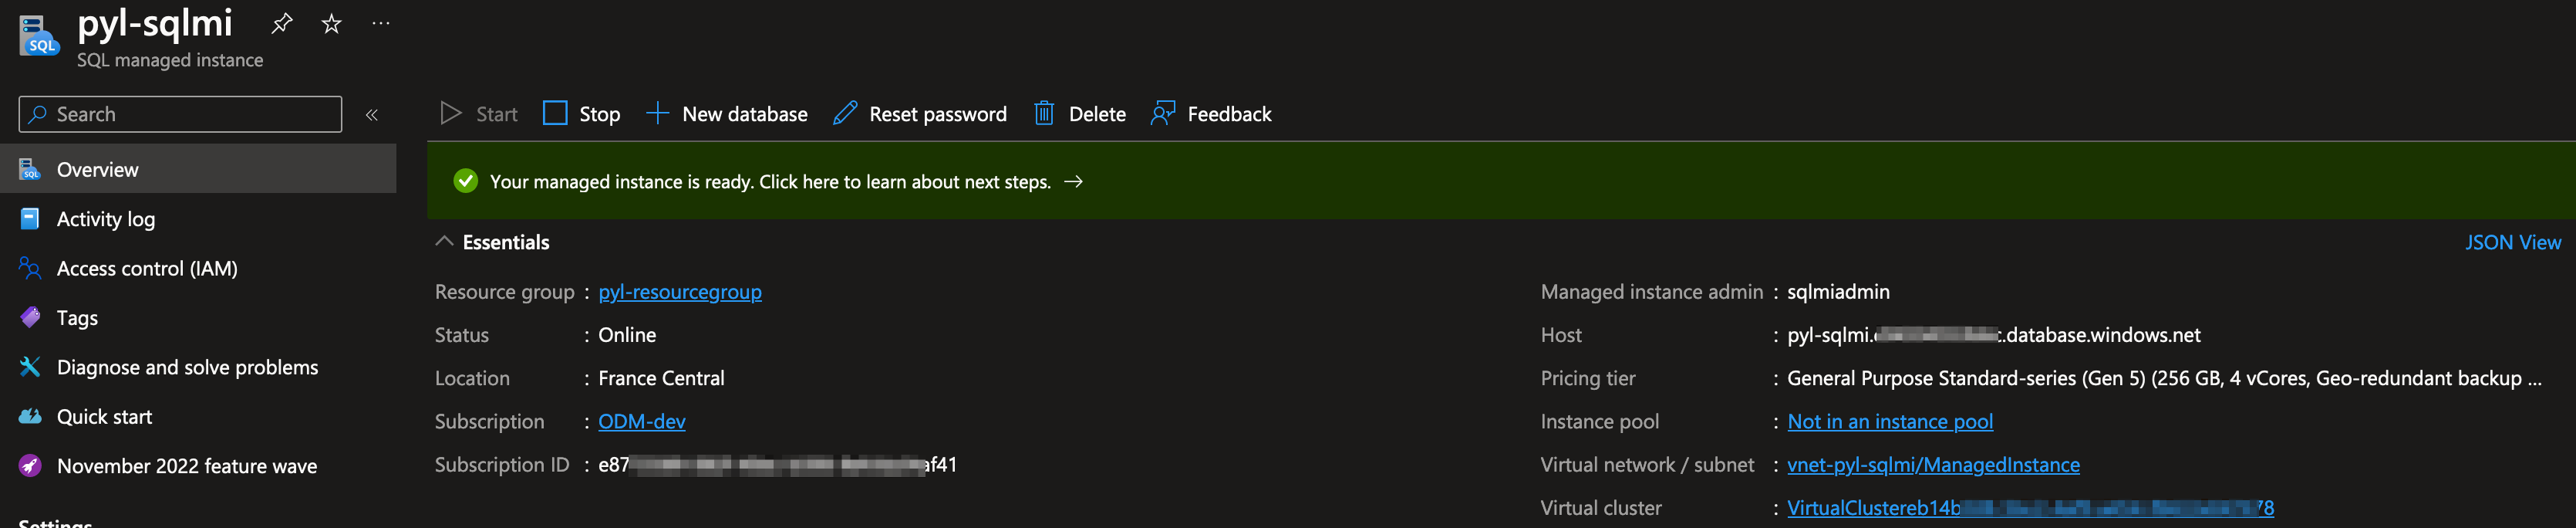 pyl-sqlmi
SQL managed instance
Search
Start Stop New database Reset password Delete Feedback
Overview
Activity log
Access control (IAM)
Tags
Diagnose and solve problems
Quick start
November 2022 feature wave
Settings
Your managed instance is ready. Click here to learn about next steps. →
Essentials
JSON View
Resource group : pyl-resourcegroup
Status : Online
Location : France Central
Subscription : ODM-dev
Subscription ID : e87 af41
Managed instance admin : sqlmiadmin
Host : pyl-sqlmi. .database.windows.net
Pricing tier : General Purpose Standard-series (Gen 5) (256 GB, 4 vCores, Geo-redundant backup ...
Instance pool : Not in an instance pool
Virtual network / subnet : vnet-pyl-sqlmi/ManagedInstance
Virtual cluster : VirtualClustereb14b 78